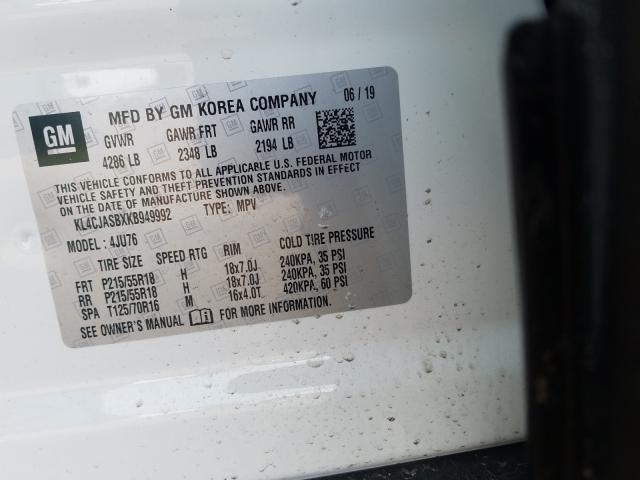 GM
MFD BY GM KOREA COMPANY 06 / 19
GVWR GAWR FRT GAWR RR
4286 LB 2348 LB 2194 LB
THIS VEHICLE CONFORMS TO ALL APPLICABLE U.S. FEDERAL MOTOR
VEHICLE SAFETY AND THEFT PREVENTION STANDARDS IN EFFECT
ON THE DATE OF MANUFACTURE SHOWN ABOVE.
KL4CJASBXKB949992 TYPE: MPV
MODEL : 4JU76
TIRE SIZE SPEED RTG RIM COLD TIRE PRESSURE
FRT P215/55R18 H 18x7.0J 240KPA, 35 PSI
RR P215/55R18 H 18x7.0J 240KPA, 35 PSI
SPA T125/70R16 M 16x4.0T 420KPA, 60 PSI
SEE OWNER'S MANUAL FOR MORE INFORMATION.